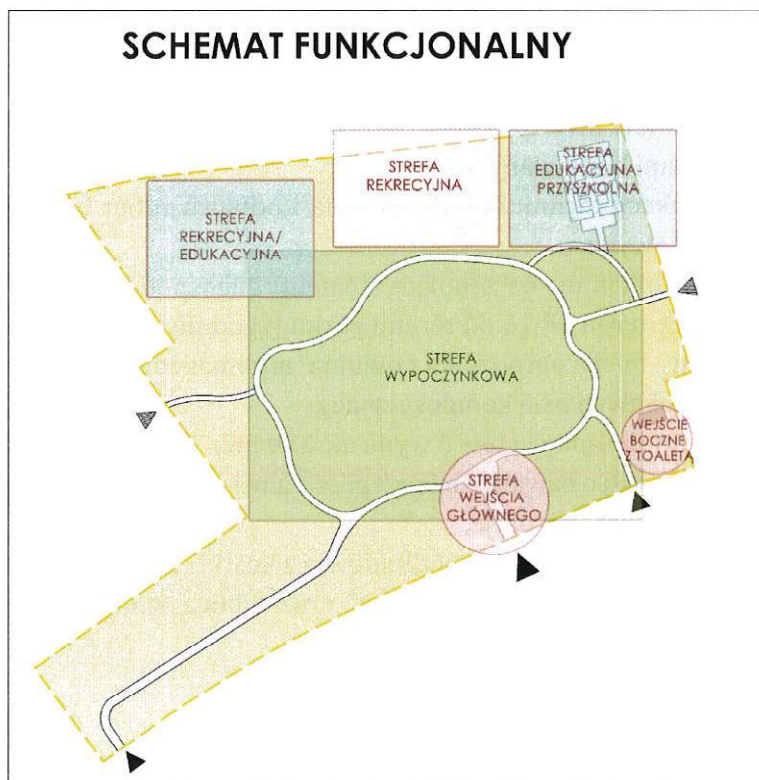 SCHEMAT FUNKCJONALNY
STREFA
REKRECYJNA/
EDUKACYJNA
STREFA
REKRECYJNA
STREFA
EDUKACYJNA-
PRZYSZKOLNA
STREFA
WYPOCZYNKOWA
WEJŚCIE
BOCZNE
Z TOALETĄ
STREFA
WEJŚCIA
GŁÓWNEGO